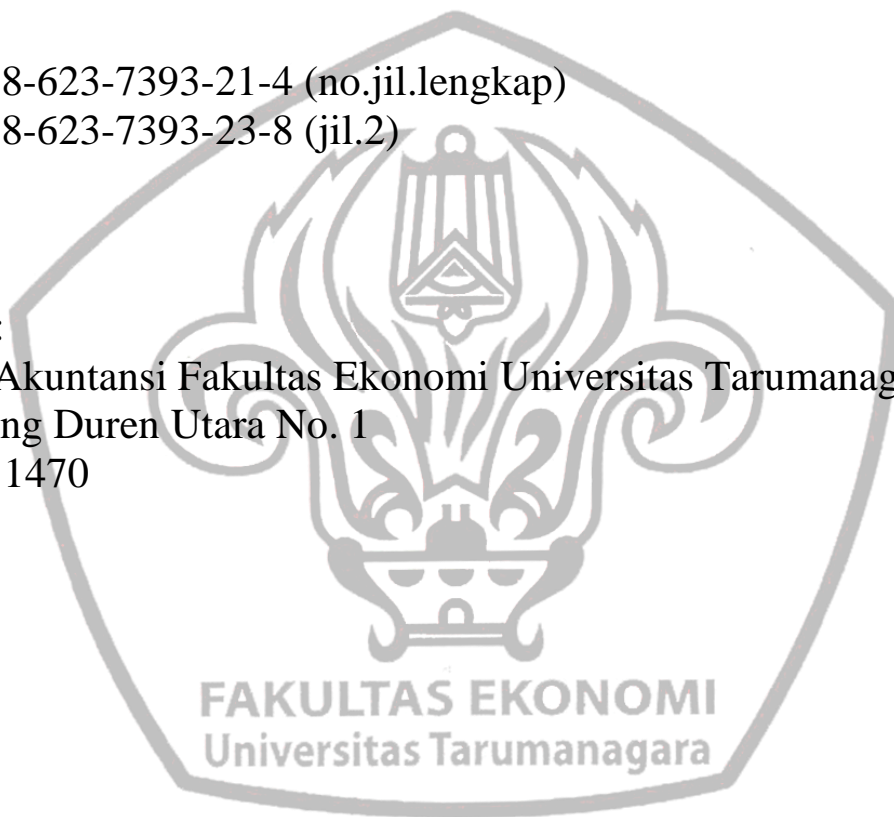 8-623-7393-21-4 (no.jil.lengkap)
8-623-7393-23-8 (jil.2)
:
Akuntansi Fakultas Ekonomi Universitas Tarumanag
ng Duren Utara No. 1
1470
FAKULTAS EKONOMI
Universitas Tarumanagara